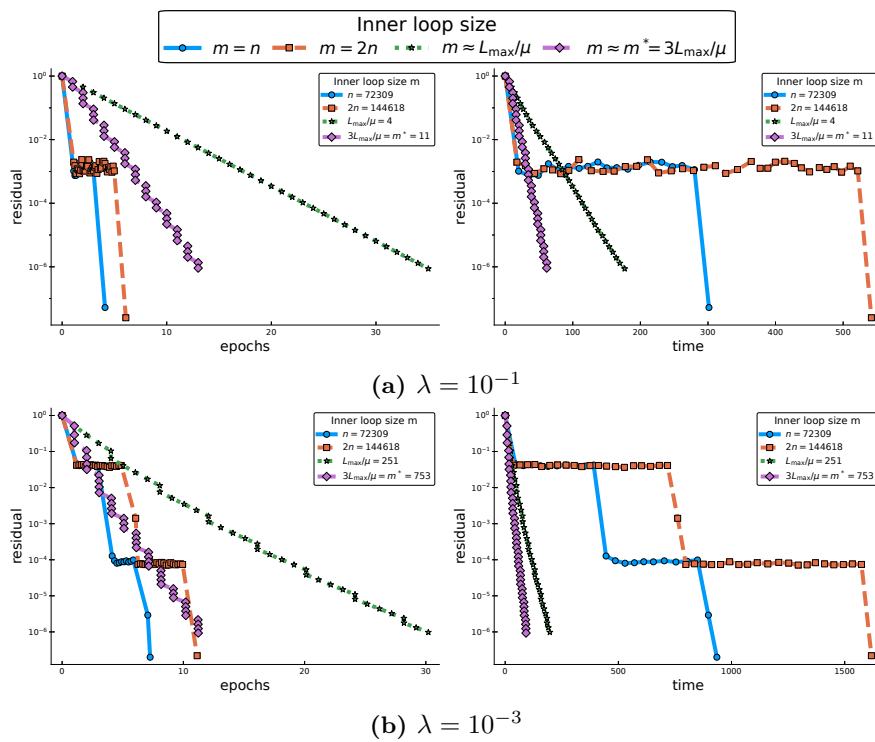 Inner loop size
m = n   m = 2n   m ≈ L_max/μ   m ≈ m* = 3L_max/μ
10^0
10^−2
10^−4
10^−6
residual
0 10 20 30
epochs
Inner loop size m
n = 72309
2n = 144618
L_max/μ = 4
3L_max/μ = m* = 11
10^0
10^−2
10^−4
10^−6
residual
0 100 200 300 400 500
time
Inner loop size m
n = 72309
2n = 144618
L_max/μ = 4
3L_max/μ = m* = 11
(a) λ = 10^−1
10^0
10^−1
10^−2
10^−3
10^−4
10^−5
10^−6
residual
0 10 20 30
epochs
Inner loop size m
n = 72309
2n = 144618
L_max/μ = 251
3L_max/μ = m* = 753
10^0
10^−1
10^−2
10^−3
10^−4
10^−5
10^−6
residual
0 500 1000 1500
time
Inner loop size m
n = 72309
2n = 144618
L_max/μ = 251
3L_max/μ = m* = 753
(b) λ = 10^−3